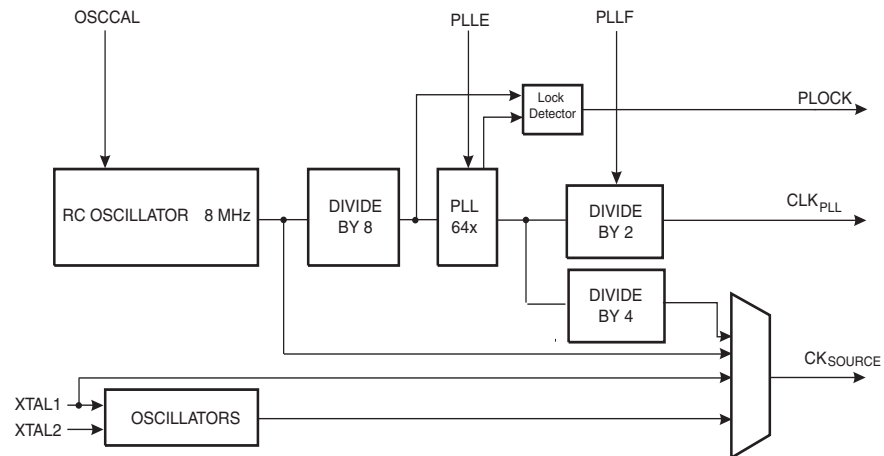 OSCCAL
PLLE
PLLF
Lock
Detector
PLOCK
RC OSCILLATOR 8 MHz
DIVIDE
BY 8
PLL
64x
DIVIDE
BY 2
CLKPLL
DIVIDE
BY 4
CKSOURCE
XTAL1
XTAL2
OSCILLATORS